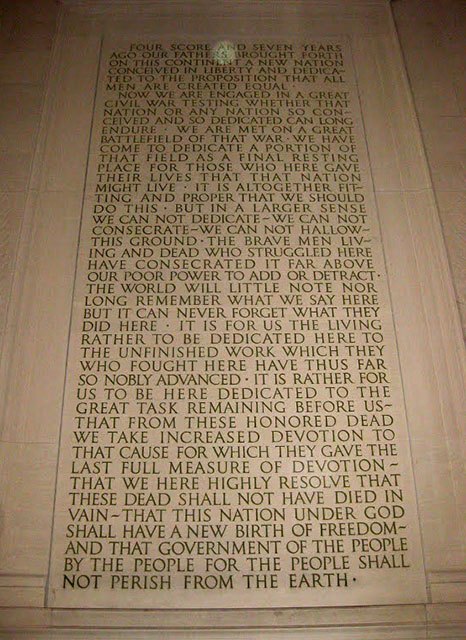 FOUR SCORE AND SEVEN YEARS
AGO OUR FATHERS BROUGHT FORTH
ON THIS CONTINENT A NEW NATION
CONCEIVED IN LIBERTY AND DEDICA~
TED TO THE PROPOSITION THAT ALL
MEN ARE CREATED EQUAL ·
NOW WE ARE ENGAGED IN A GREAT
CIVIL WAR TESTING WHETHER THAT
NATION OR ANY NATION SO CON~
CEIVED AND SO DEDICATED CAN LONG
ENDURE · WE ARE MET ON A GREAT
BATTLEFIELD OF THAT WAR · WE HAVE
COME TO DEDICATE A PORTION OF
THAT FIELD AS A FINAL RESTING
PLACE FOR THOSE WHO HERE GAVE
THEIR LIVES THAT THAT NATION
MIGHT LIVE · IT IS ALTOGETHER FIT~
TING AND PROPER THAT WE SHOULD
DO THIS · BUT IN A LARGER SENSE
WE CAN NOT DEDICATE~WE CAN NOT
CONSECRATE~WE CAN NOT HALLOW~
THIS GROUND · THE BRAVE MEN LIV~
ING AND DEAD WHO STRUGGLED HERE
HAVE CONSECRATED IT FAR ABOVE
OUR POOR POWER TO ADD OR DETRACT ·
THE WORLD WILL LITTLE NOTE NOR
LONG REMEMBER WHAT WE SAY HERE
BUT IT CAN NEVER FORGET WHAT THEY
DID HERE · IT IS FOR US THE LIVING
RATHER TO BE DEDICATED HERE TO
THE UNFINISHED WORK WHICH THEY
WHO FOUGHT HERE HAVE THUS FAR
SO NOBLY ADVANCED · IT IS RATHER FOR
US TO BE HERE DEDICATED TO THE
GREAT TASK REMAINING BEFORE US~
THAT FROM THESE HONORED DEAD
WE TAKE INCREASED DEVOTION TO
THAT CAUSE FOR WHICH THEY GAVE THE
LAST FULL MEASURE OF DEVOTION~
THAT WE HERE HIGHLY RESOLVE THAT
THESE DEAD SHALL NOT HAVE DIED IN
VAIN~THAT THIS NATION UNDER GOD
SHALL HAVE A NEW BIRTH OF FREEDOM~
AND THAT GOVERNMENT OF THE PEOPLE
BY THE PEOPLE FOR THE PEOPLE SHALL
NOT PERISH FROM THE EARTH ·